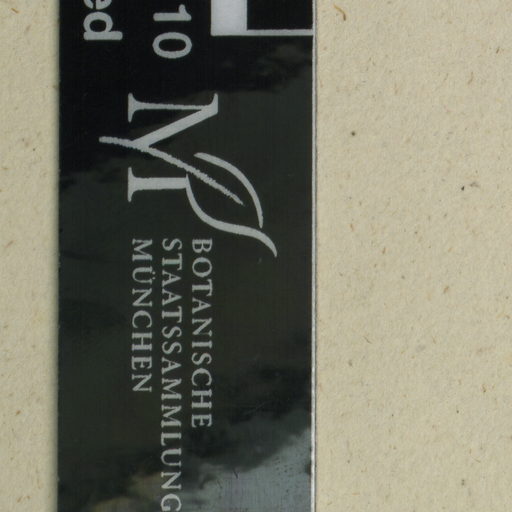 10
ed
BOTANISCHE
STAATSSAMMLUNG
MÜNCHEN